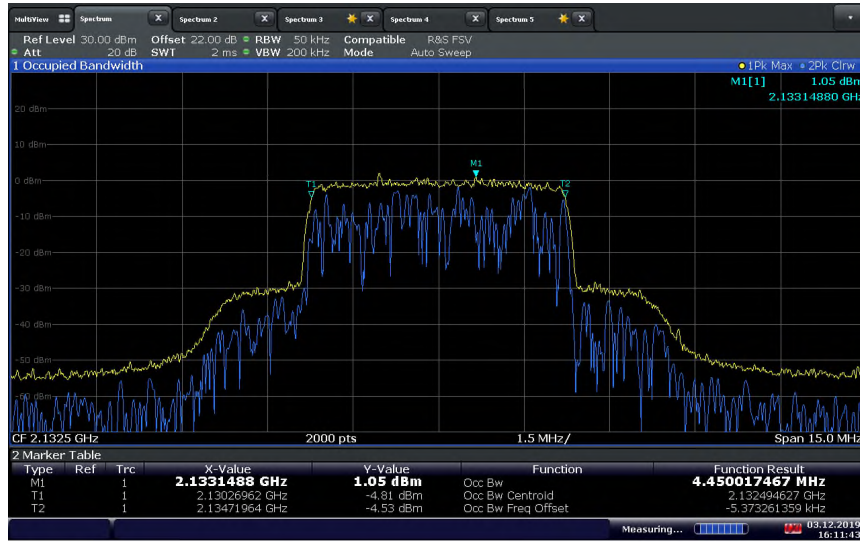 MultiView Spectrum X Spectrum 2 X Spectrum 3 X Spectrum 4 X Spectrum 5 X
Ref Level 30.00 dBm Offset 22.00 dB RBW 50 kHz Compatible R&S FSV
Att 20 dB SWT 2 ms VBW 200 kHz Mode Auto Sweep
1 Occupied Bandwidth 1Pk Max 2Pk Clrw
M1[1] 1.05 dBm
2.13314880 GHz
20 dBm
10 dBm
M1
0 dBm
T1 T2
-10 dBm
-20 dBm
-30 dBm
-40 dBm
-50 dBm
-60 dBm
CF 2.1325 GHz 2000 pts 1.5 MHz/ Span 15.0 MHz
2 Marker Table
Type Ref Trc X-Value Y-Value Function Function Result
M1 1 2.1331488 GHz 1.05 dBm Occ Bw 4.450017467 MHz
T1 1 2.13026962 GHz -4.81 dBm Occ Bw Centroid 2.132494627 GHz
T2 1 2.13471964 GHz -4.53 dBm Occ Bw Freq Offset -5.373261359 kHz
Measuring... 03.12.2019
16:11:43